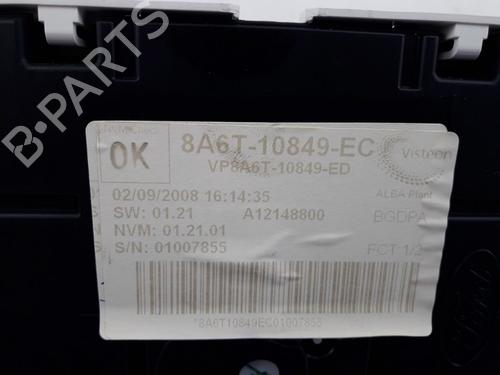 OK
8A6T-10849-EC
VP8A6T-10849-ED
Visteon
02/09/2008 16:14:35
ALBA Plant
SW: 01.21
A12148800
BGDPA
NVM: 01.21.01
S/N: 01007855
FCT 1/2
*8A6T10849EC01007855
Ford
B-PARTS